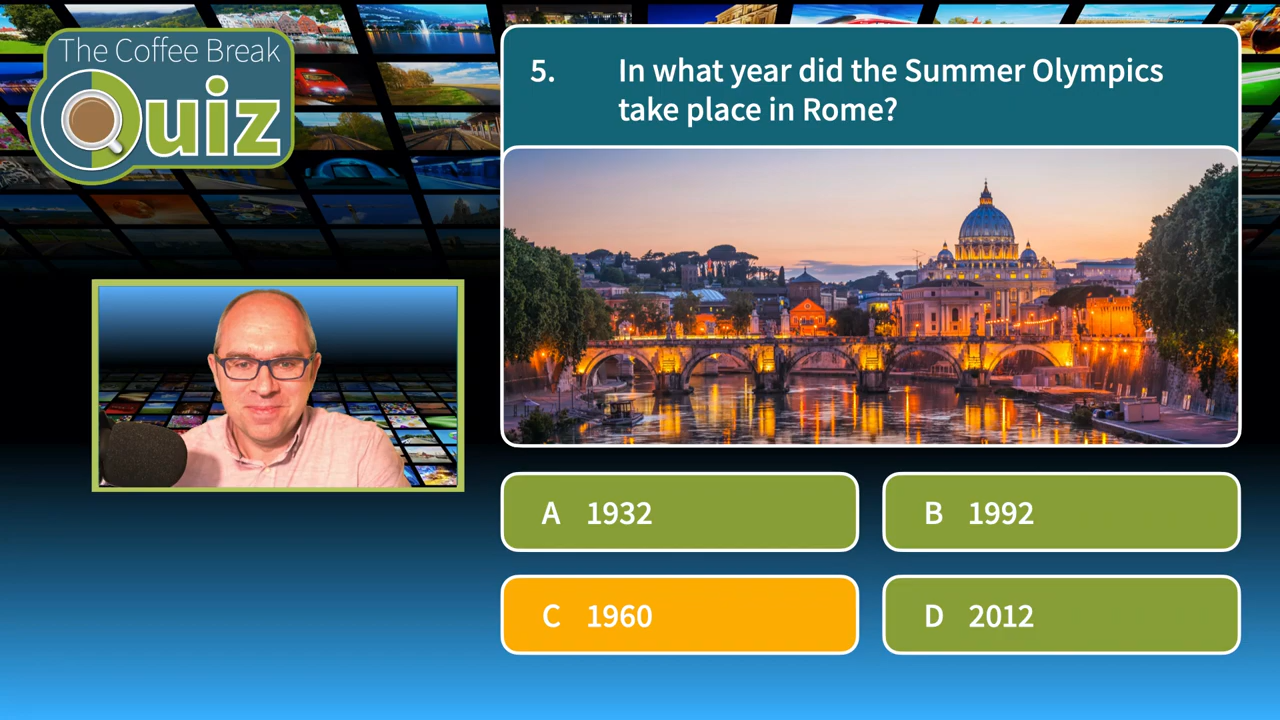 The Coffee Break
Quiz
5. In what year did the Summer Olympics
take place in Rome?
A 1932
B 1992
C 1960
D 2012